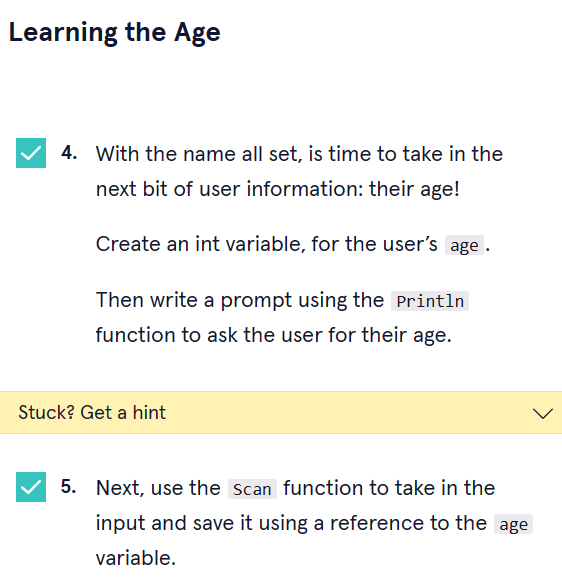 Learning the Age
4. With the name all set, is time to take in the
next bit of user information: their age!
Create an int variable, for the user’s age.
Then write a prompt using the Println
function to ask the user for their age.
Stuck? Get a hint
5. Next, use the Scan function to take in the
input and save it using a reference to the age
variable.